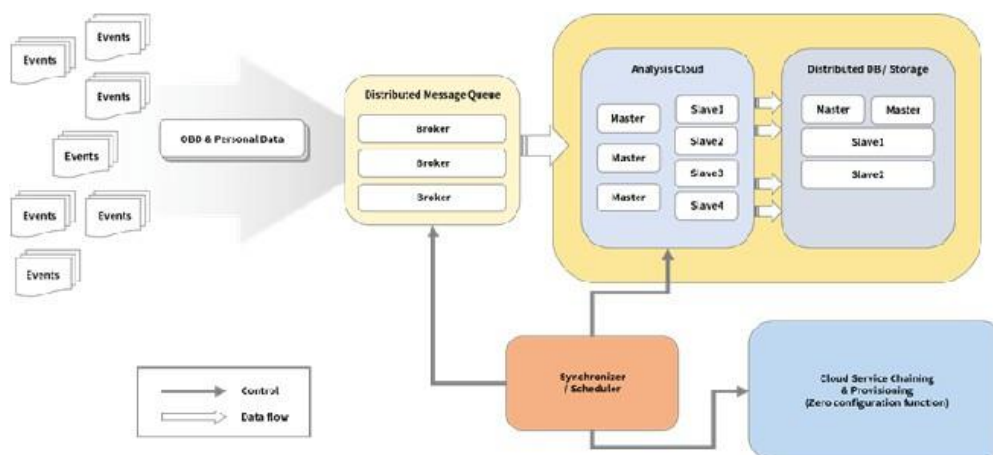 Events
Events
Events
Events
Events
Events
Events
OBD & Personal Data
Distributed Message Queue
Broker
Broker
Broker
Analysis Cloud
Master
Master
Master
Slave1
Slave2
Slave3
Slave4
Distributed DB / Storage
Master
Master
Slave1
Slave2
Synchronizer
/ Scheduler
Cloud Service Chaining
& Provisioning
(Zero configuration function)
Control
Data flow